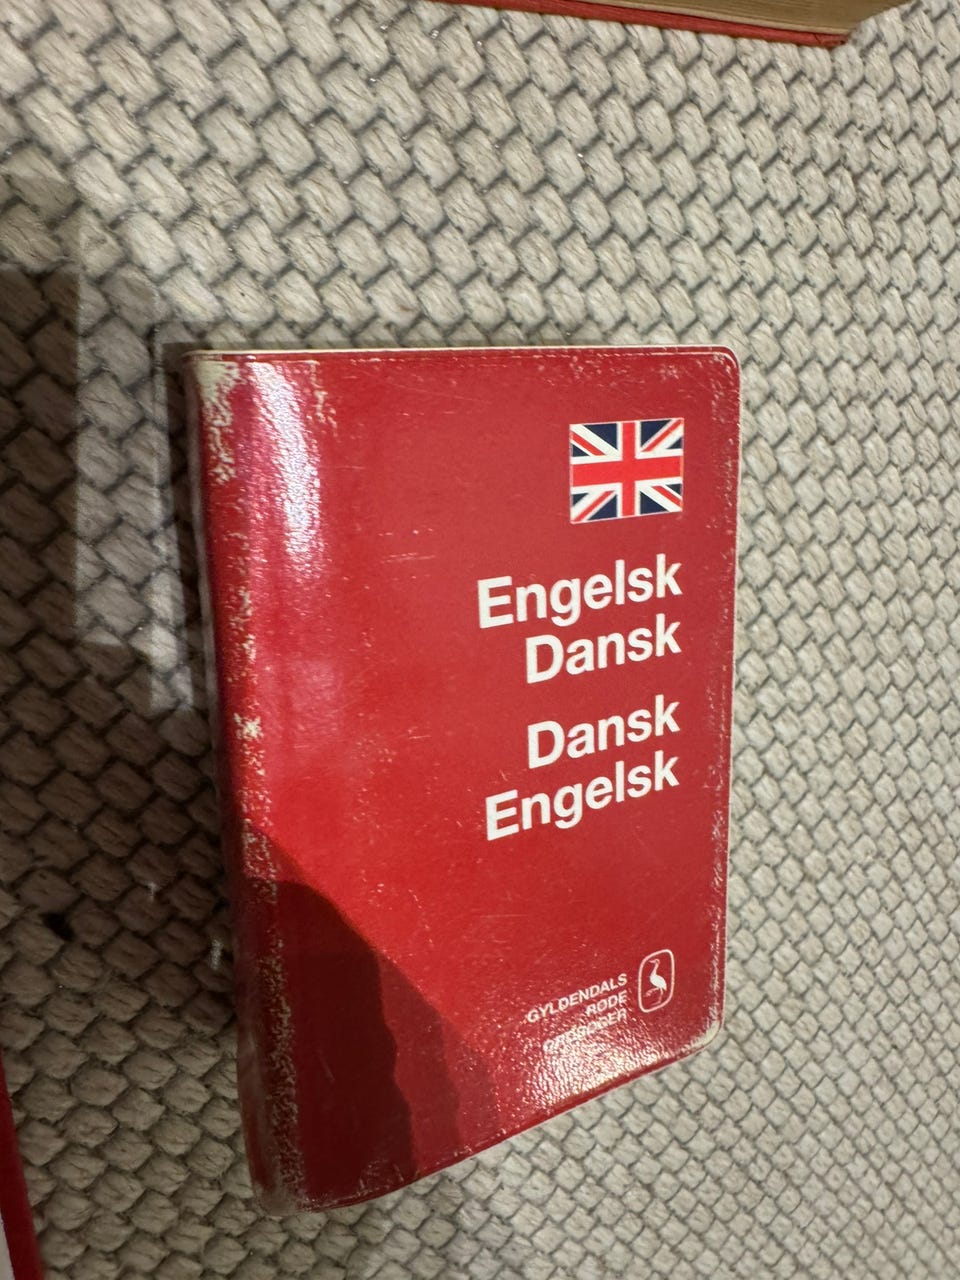 Engelsk
Dansk
Dansk
Engelsk
GYLDENDALS
RØDE
ORDBØGER